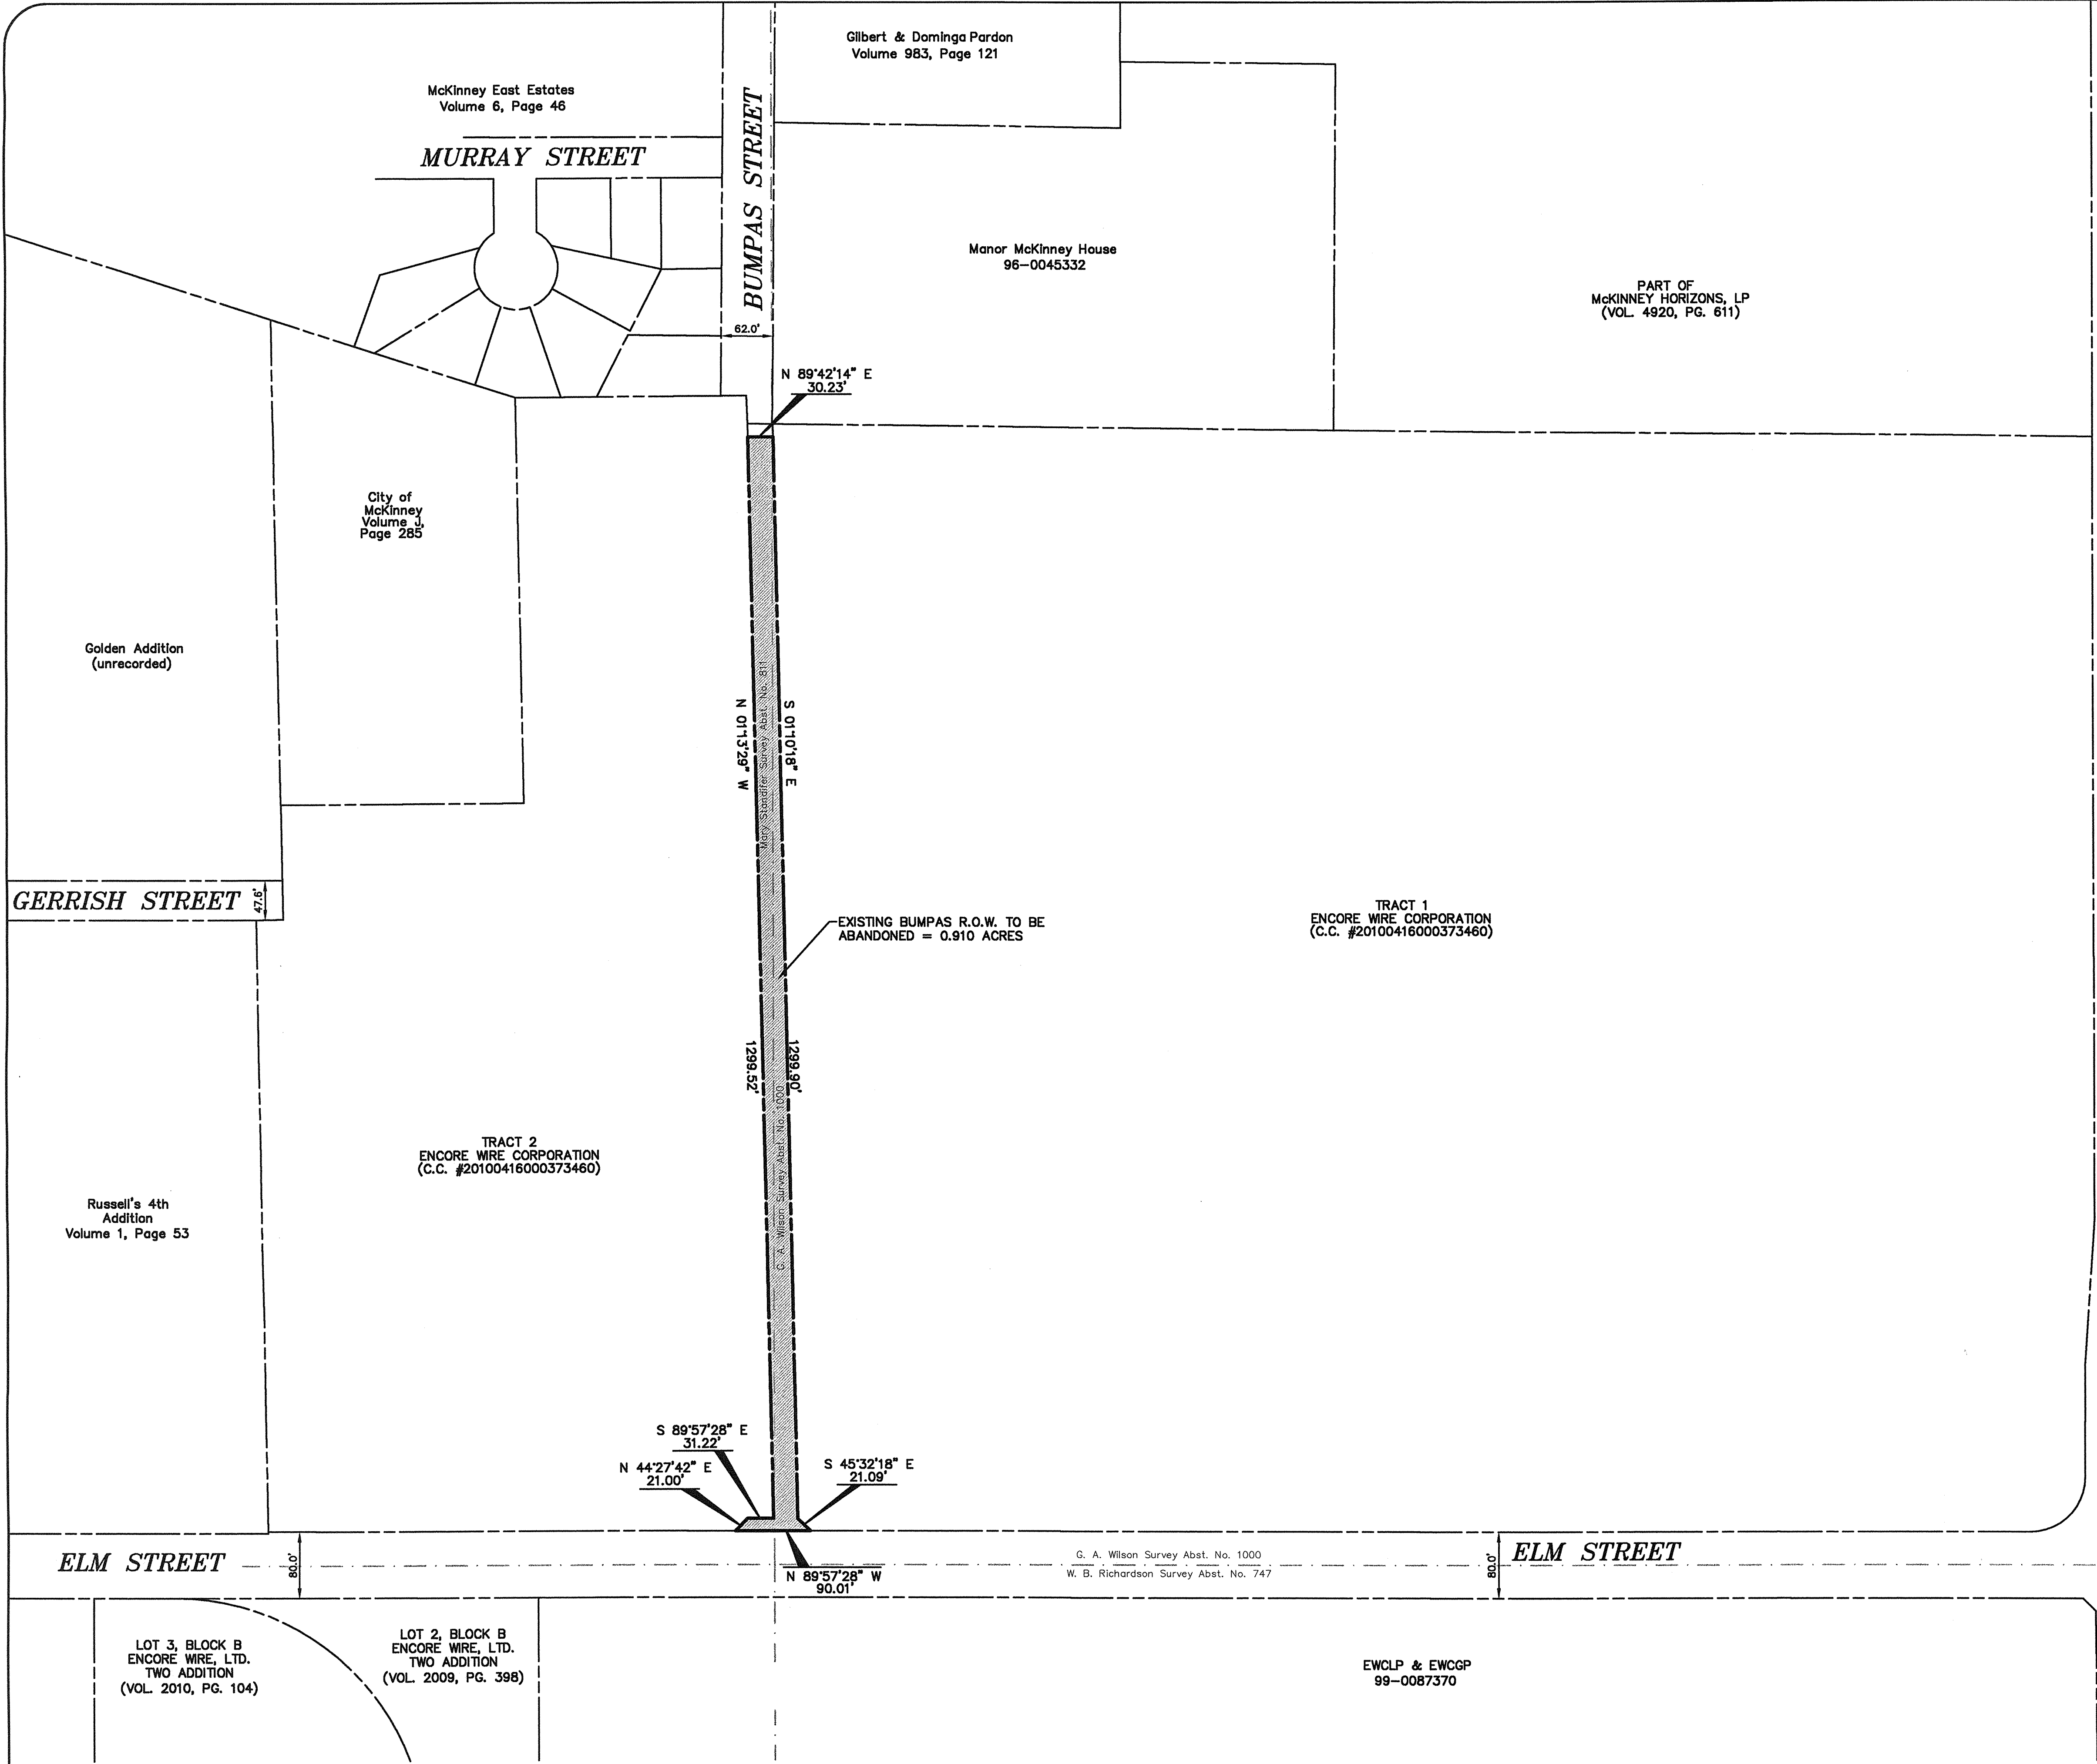 Gilbert & Dominga Pardon
Volume 983, Page 121
McKinney East Estates
Volume 6, Page 46
MURRAY STREET
BUMPAS STREET
62.0'
Manor McKinney House
96-0045332
PART OF
McKINNEY HORIZONS, LP
(VOL. 4920, PG. 611)
N 89°42'14" E
30.23'
City of
McKinney
Volume J,
Page 285
Golden Addition
(unrecorded)
Mary Standifer Survey Abst. No. 811
N 01°13'29" W
S 01°10'18" E
GERRISH STREET
47.6'
EXISTING BUMPAS R.O.W. TO BE
ABANDONED = 0.910 ACRES
TRACT 1
ENCORE WIRE CORPORATION
(C.C. #20100416000373460)
1299.52'
1299.90'
G. A. Wilson Survey Abst. No. 1000
TRACT 2
ENCORE WIRE CORPORATION
(C.C. #20100416000373460)
Russell's 4th
Addition
Volume 1, Page 53
S 89°57'28" E
31.22'
N 44°27'42" E
21.00'
S 45°32'18" E
21.09'
ELM STREET
80.0'
N 89°57'28" W
90.01'
G. A. Wilson Survey Abst. No. 1000
W. B. Richardson Survey Abst. No. 747
80.0'
ELM STREET
LOT 3, BLOCK B
ENCORE WIRE, LTD.
TWO ADDITION
(VOL. 2010, PG. 104)
LOT 2, BLOCK B
ENCORE WIRE, LTD.
TWO ADDITION
(VOL. 2009, PG. 398)
EWCLP & EWCGP
99-0087370